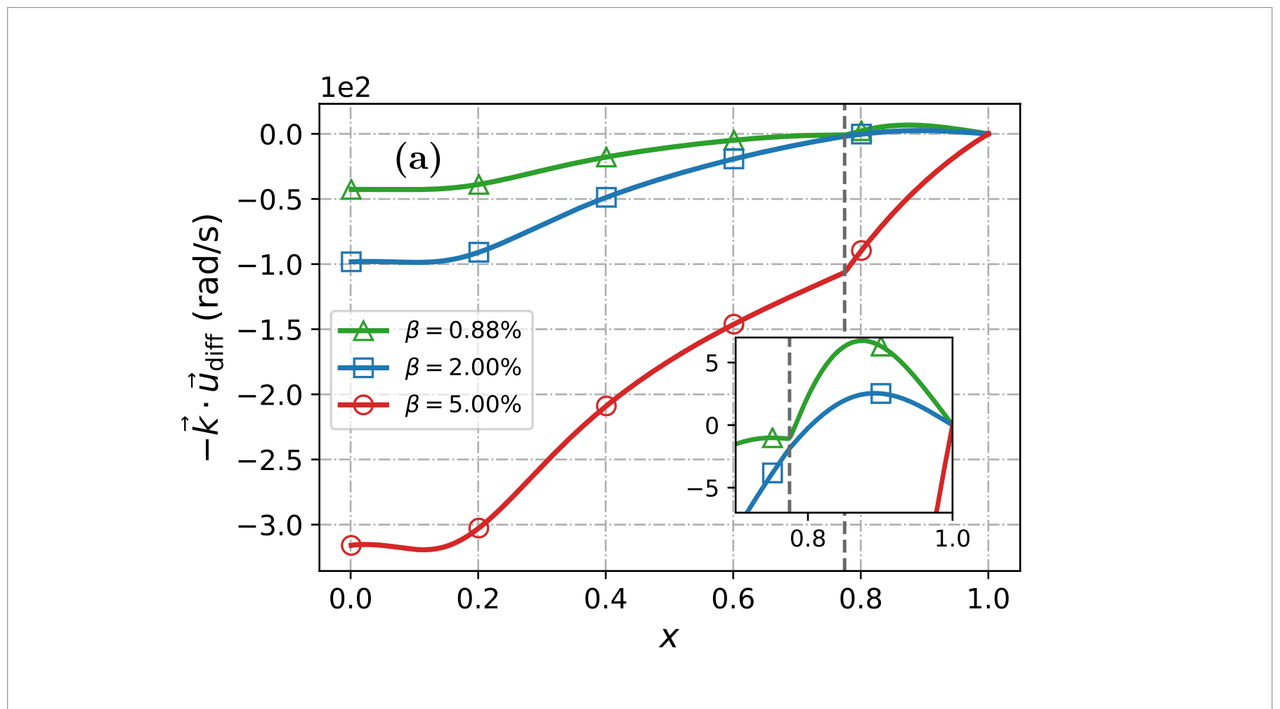 1e2
0.0
−0.5
−1.0
−1.5
−2.0
−2.5
−3.0
−k⃗ · u⃗diff (rad/s)
(a)
β = 0.88%
β = 2.00%
β = 5.00%
5
0
−5
0.8 1.0
0.0 0.2 0.4 0.6 0.8 1.0
x